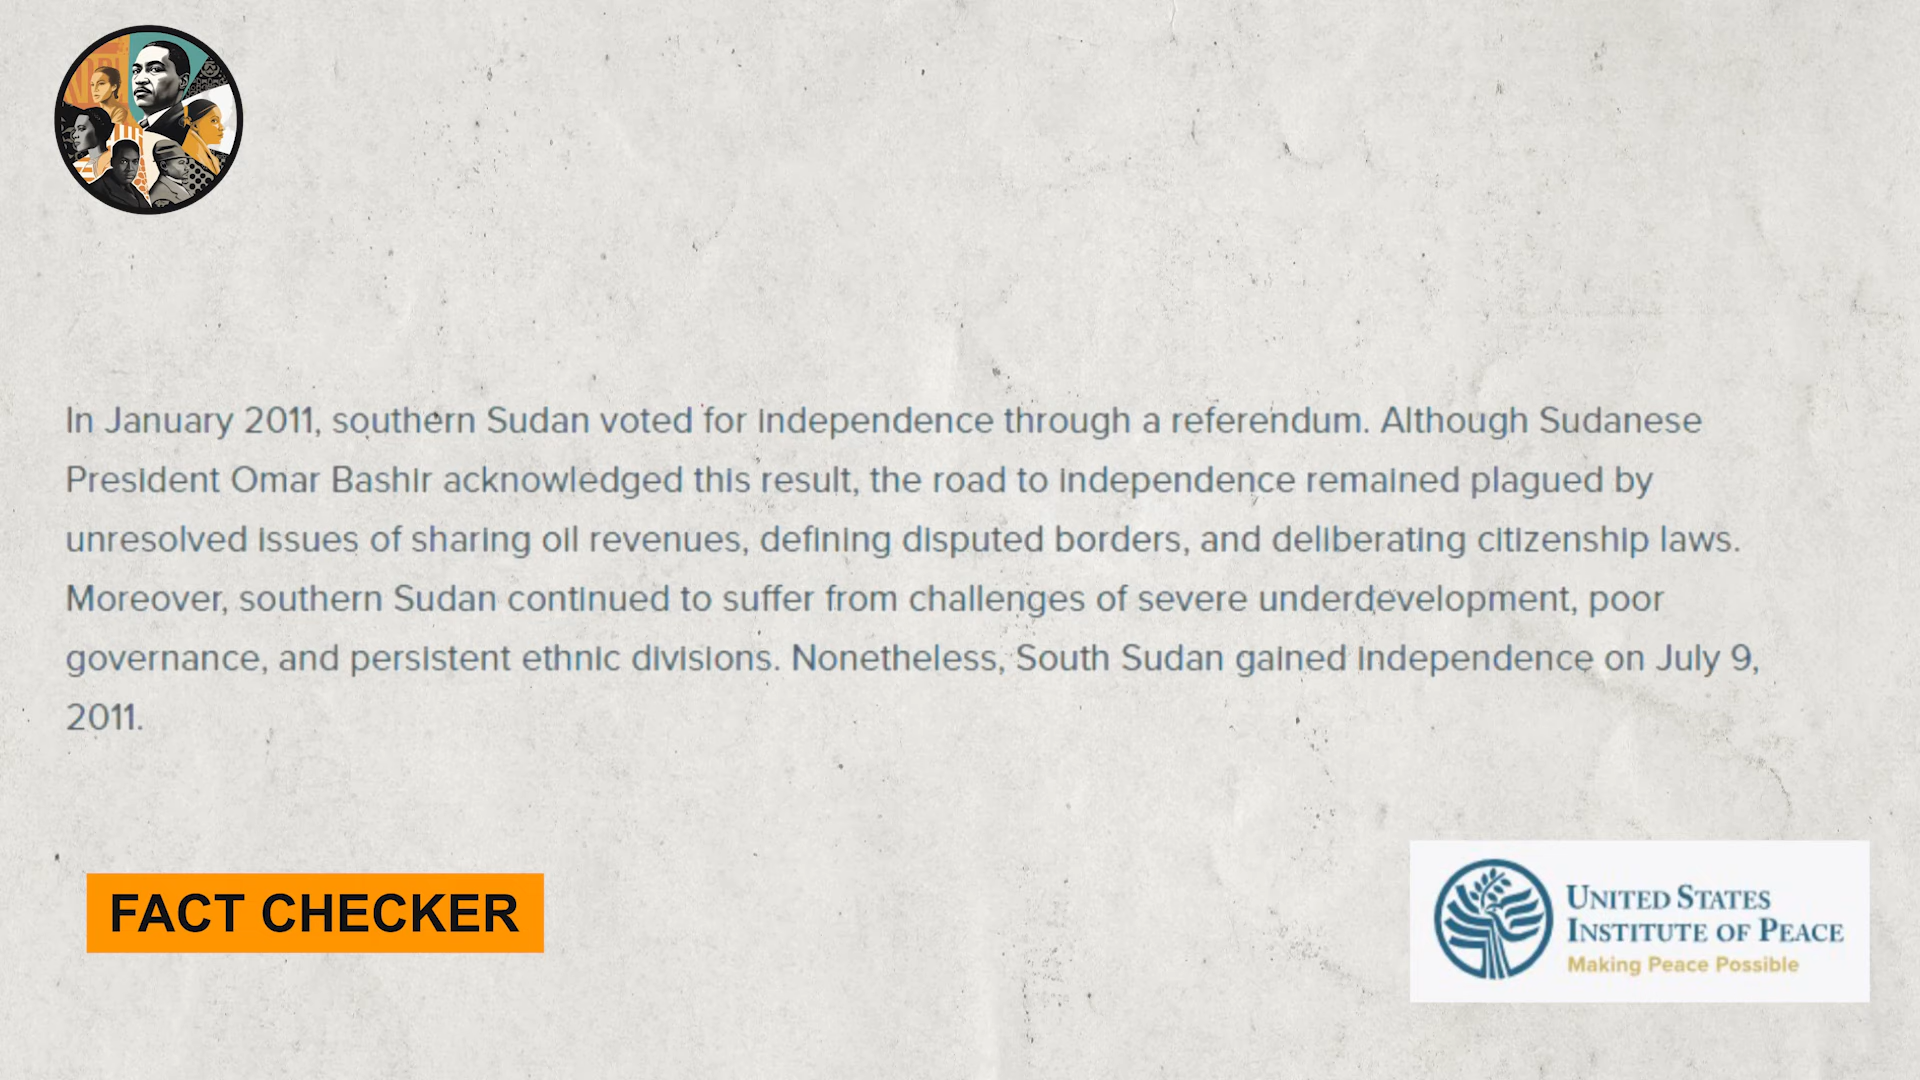 In January 2011, southern Sudan voted for independence through a referendum. Although Sudanese
President Omar Bashir acknowledged this result, the road to independence remained plagued by
unresolved issues of sharing oil revenues, defining disputed borders, and deliberating citizenship laws.
Moreover, southern Sudan continued to suffer from challenges of severe underdevelopment, poor
governance, and persistent ethnic divisions. Nonetheless, South Sudan gained independence on July 9,
2011.
FACT CHECKER
UNITED STATES
INSTITUTE OF PEACE
Making Peace Possible